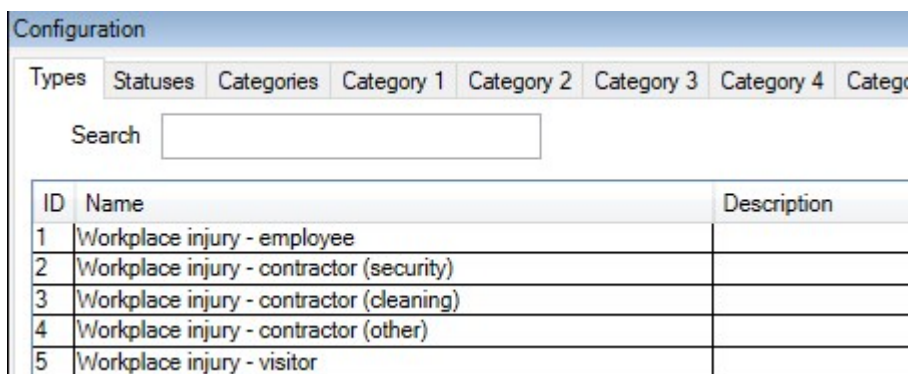 Configuration
Types Statuses Categories Category 1 Category 2 Category 3 Category 4
Search
ID Name Description
1 Workplace injury - employee
2 Workplace injury - contractor (security)
3 Workplace injury - contractor (cleaning)
4 Workplace injury - contractor (other)
5 Workplace injury - visitor